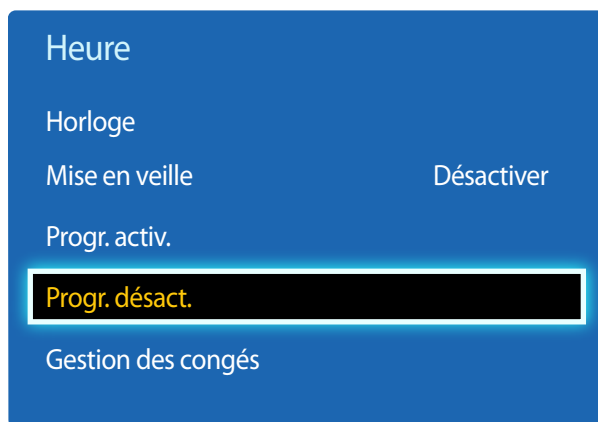 Heure
Horloge
Mise en veille Désactiver
Progr. activ.
Progr. désact.
Gestion des congés